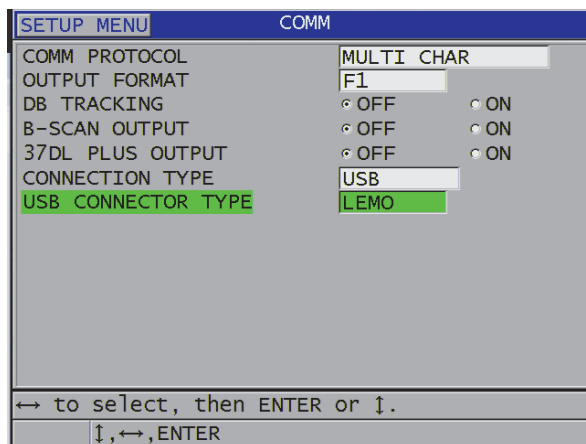 SETUP MENU COMM
COMM PROTOCOL MULTI CHAR
OUTPUT FORMAT F1
DB TRACKING OFF ON
B-SCAN OUTPUT OFF ON
37DL PLUS OUTPUT OFF ON
CONNECTION TYPE USB
USB CONNECTOR TYPE LEMO
↔ to select, then ENTER or ↕.
↕,↔,ENTER